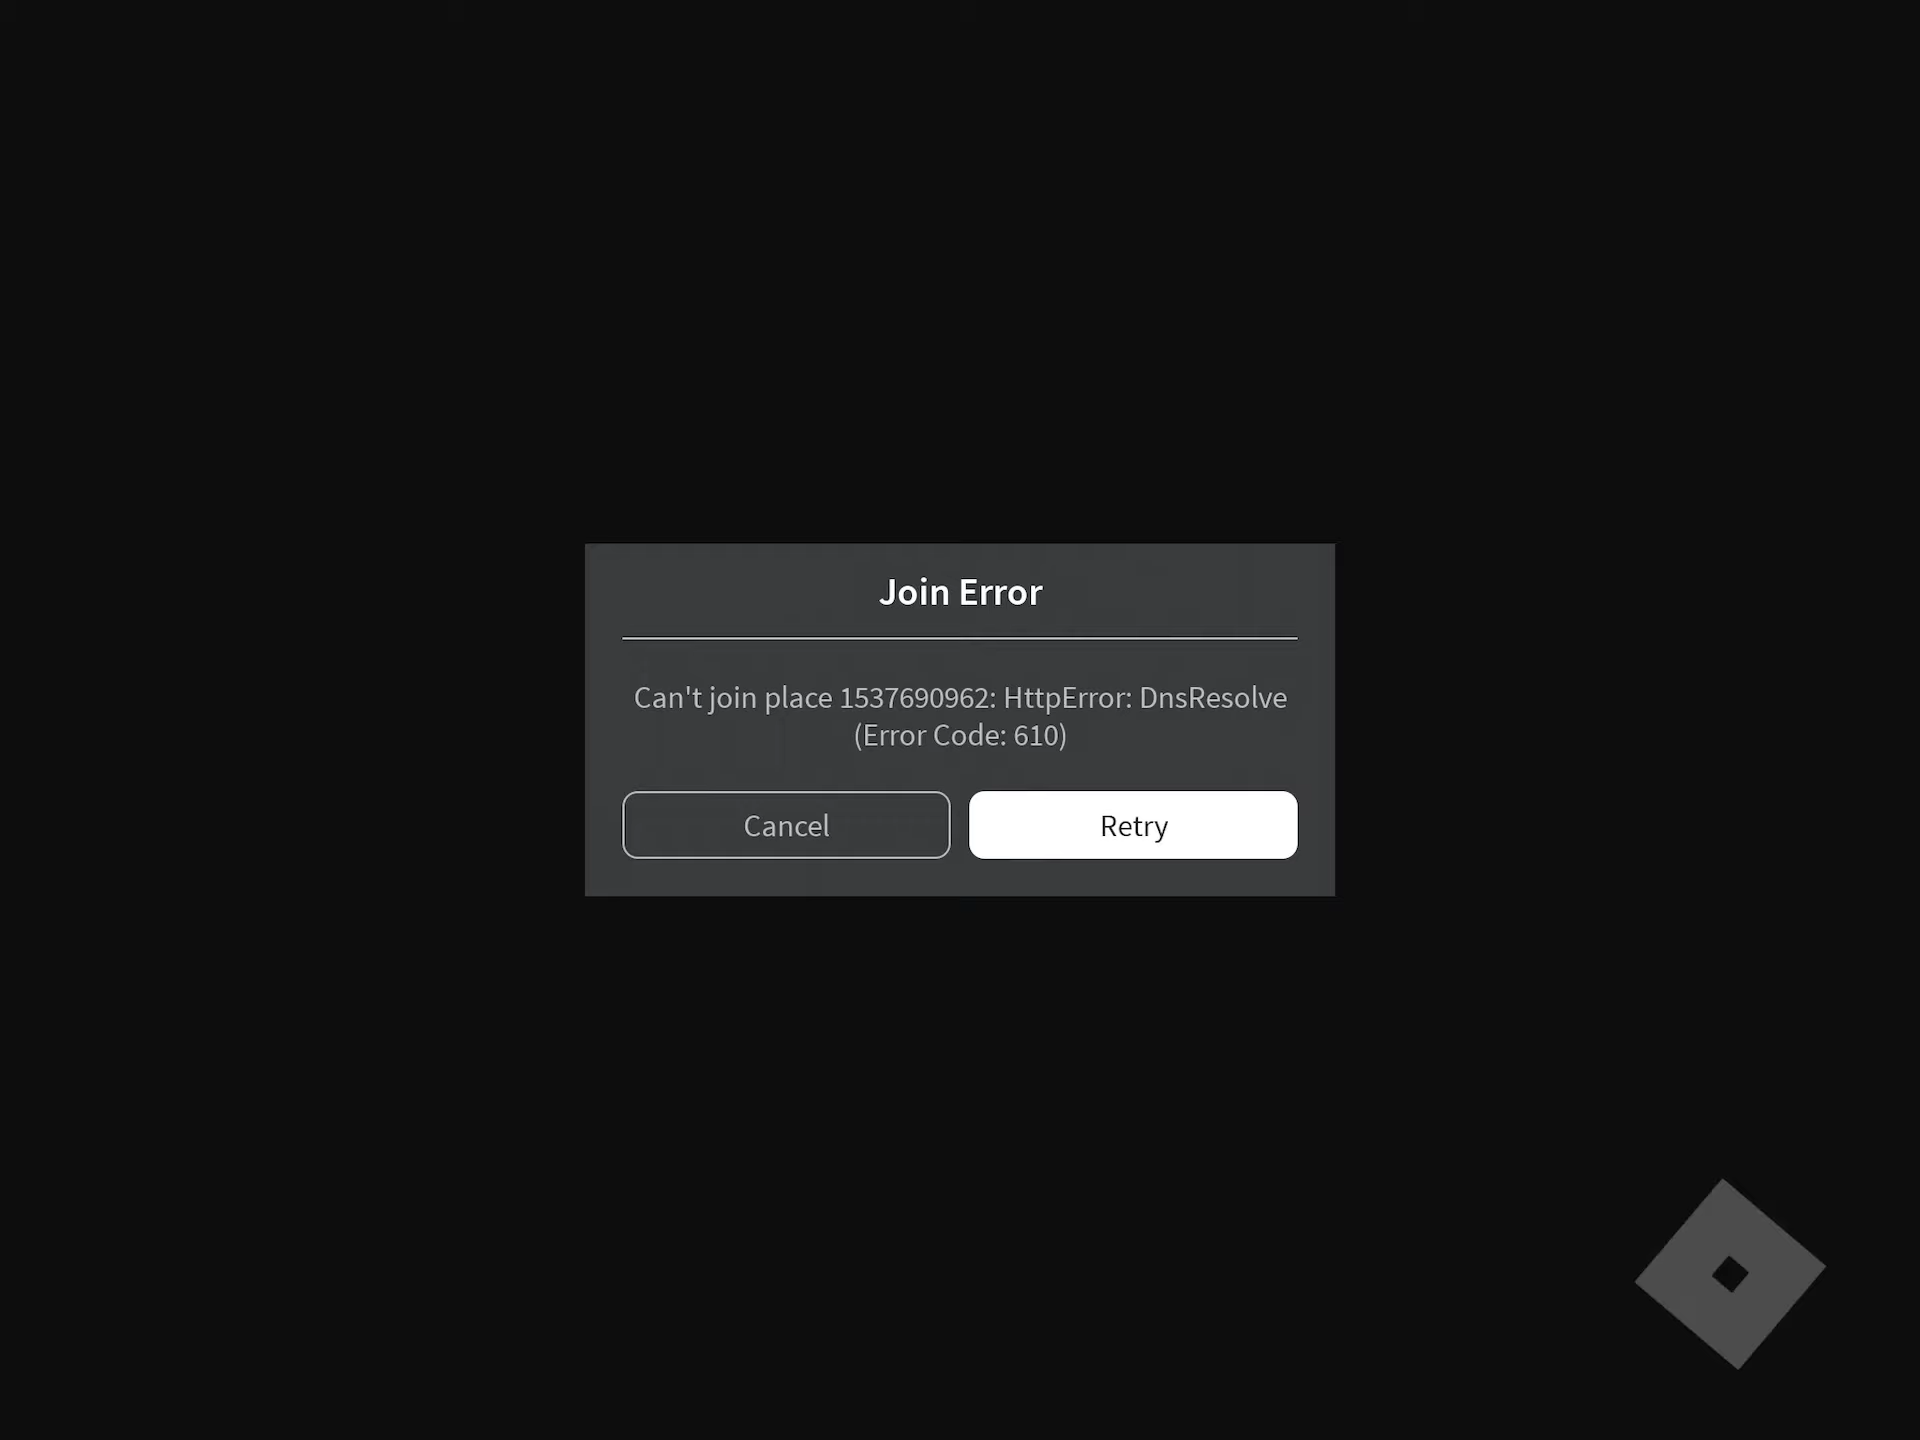 Join Error
Can't join place 1537690962: HttpError: DnsResolve
(Error Code: 610)
Cancel
Retry